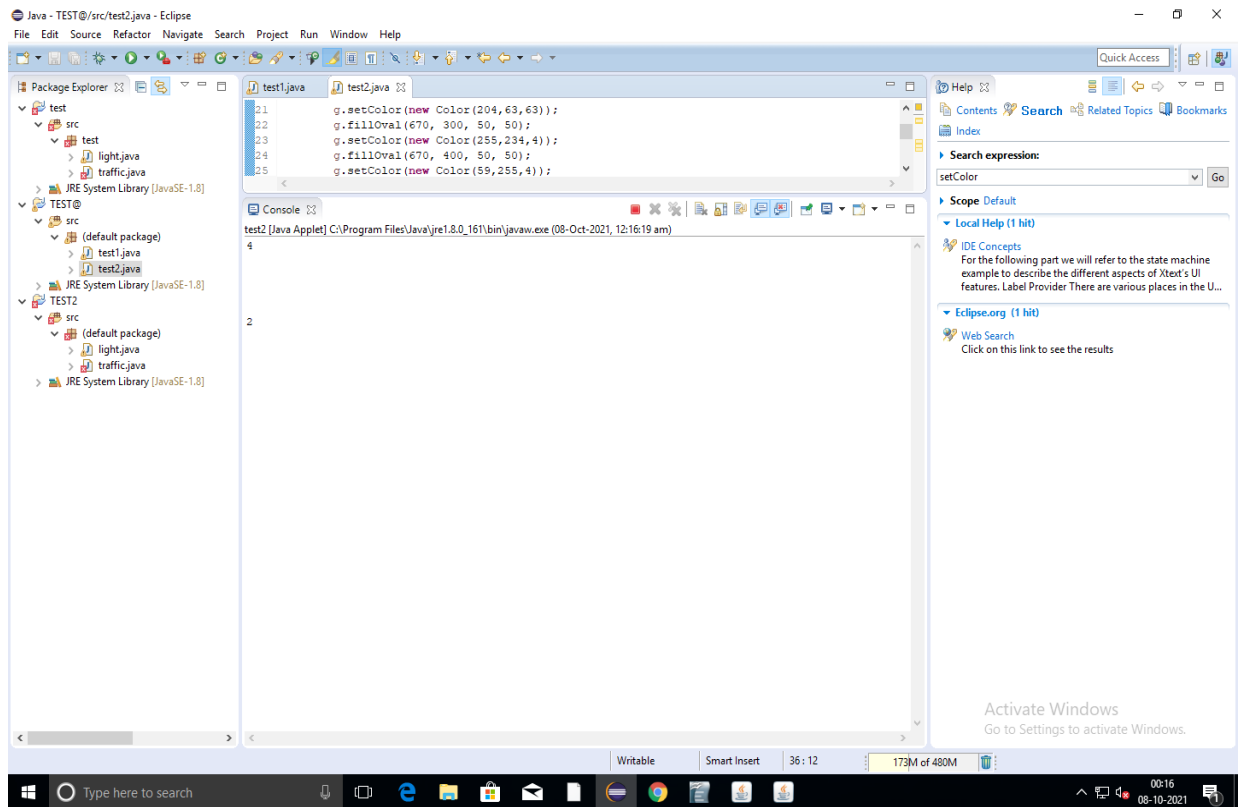 Java - TEST@/src/test2.java - Eclipse
File Edit Source Refactor Navigate Search Project Run Window Help
Quick Access
Package Explorer
test
src
test
light.java
traffic.java
JRE System Library [JavaSE-1.8]
TEST@
src
(default package)
test1.java
test2.java
JRE System Library [JavaSE-1.8]
TEST2
src
(default package)
light.java
traffic.java
JRE System Library [JavaSE-1.8]
test1.java test2.java
21 g.setColor(new Color(204,63,63));
22 g.fillOval(670, 300, 50, 50);
23 g.setColor(new Color(255,234,4));
24 g.fillOval(670, 400, 50, 50);
25 g.setColor(new Color(59,255,4));
Console
test2 [Java Applet] C:\Program Files\Java\jre1.8.0_161\bin\javaw.exe (08-Oct-2021, 12:16:19 am)
4
2
Help
Contents Search Related Topics Bookmarks
Index
Search expression:
setColor Go
Scope Default
Local Help (1 hit)
IDE Concepts
For the following part we will refer to the state machine
example to describe the different aspects of Xtext's UI
features. Label Provider There are various places in the U...
Eclipse.org (1 hit)
Web Search
Click on this link to see the results
Activate Windows
Go to Settings to activate Windows.
Writable Smart Insert 36 : 12 173M of 480M
Type here to search
00:16
08-10-2021
1